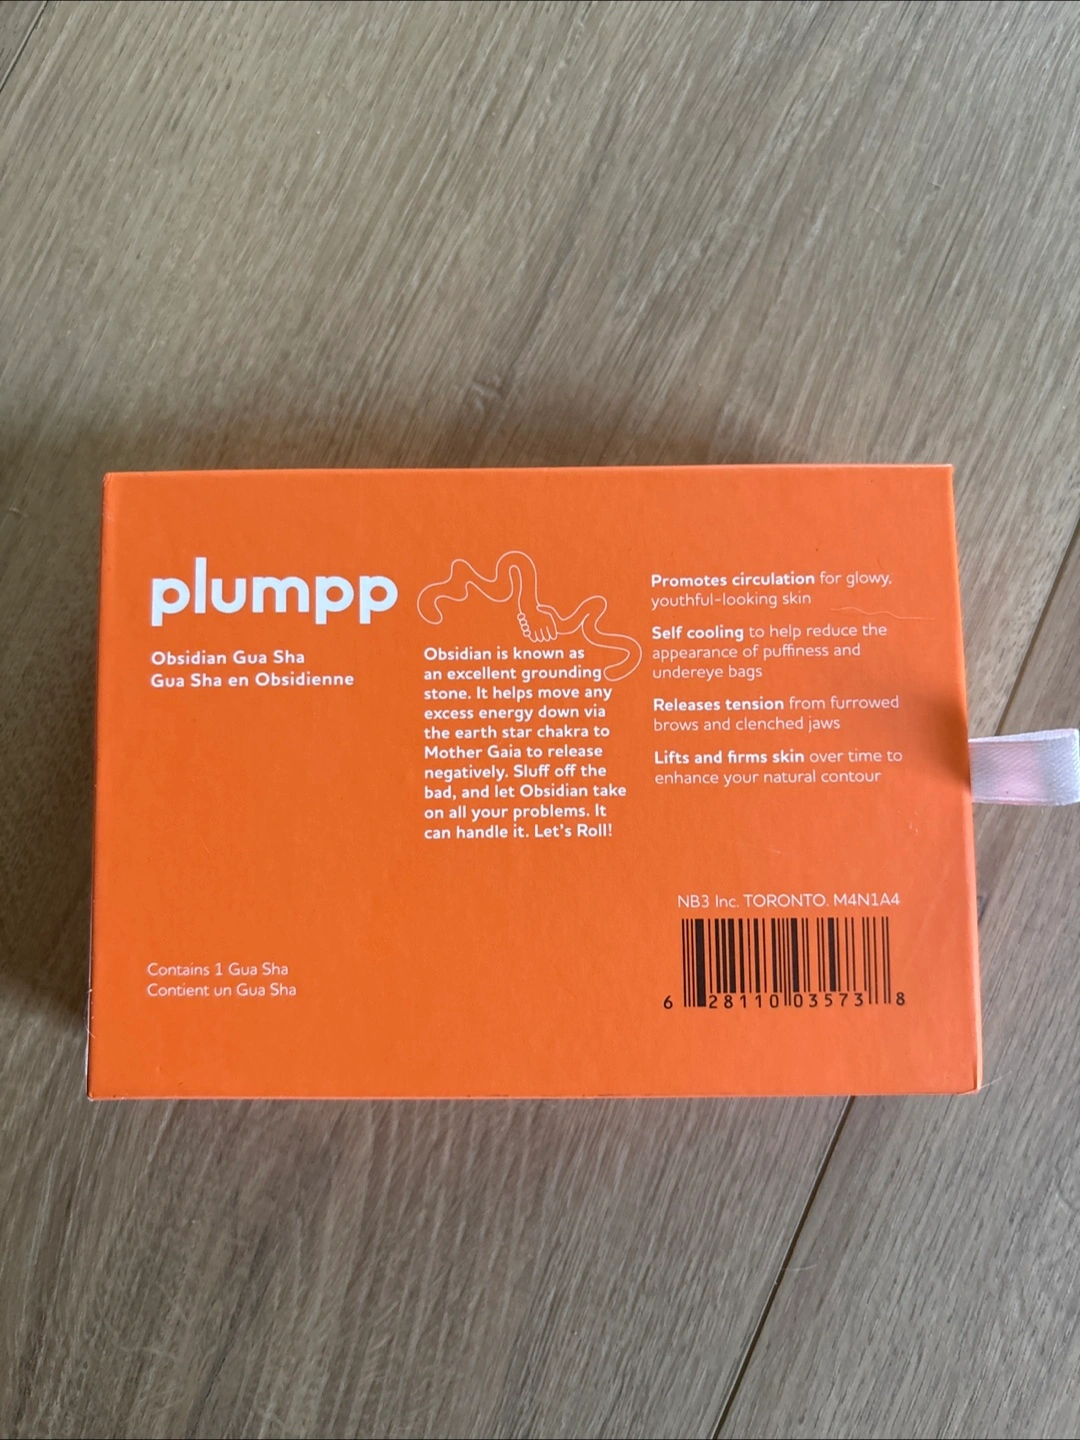 plumpp
Obsidian Gua Sha
Gua Sha en Obsidienne
Contains 1 Gua Sha
Contient un Gua Sha
Obsidian is known as
an excellent grounding
stone. It helps move any
excess energy down via
the earth star chakra to
Mother Gaia to release
negatively. Sluff off the
bad, and let Obsidian take
on all your problems. It
can handle it. Let's Roll!
Promotes circulation for glowy,
youthful-looking skin
Self cooling to help reduce the
appearance of puffiness and
undereye bags
Releases tension from furrowed
brows and clenched jaws
Lifts and firms skin over time to
enhance your natural contour
NB3 Inc. TORONTO. M4N1A4
6 28110 03573 8